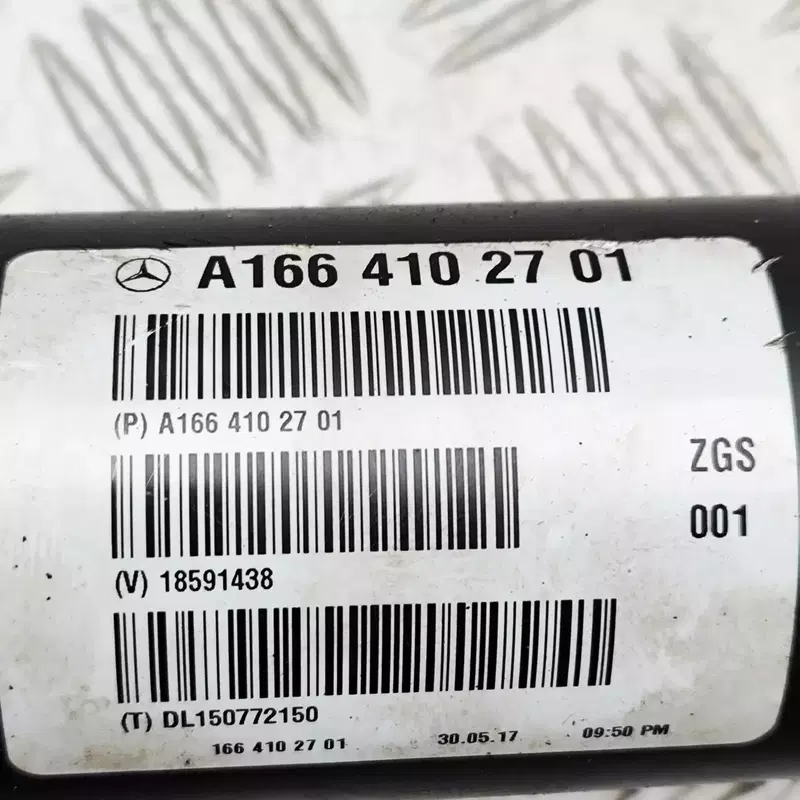 A166 410 27 01
(P) A166 410 27 01
ZGS
001
(V) 18591438
(T) DL150772150
166 410 27 01 30.05.17 09:50 PM